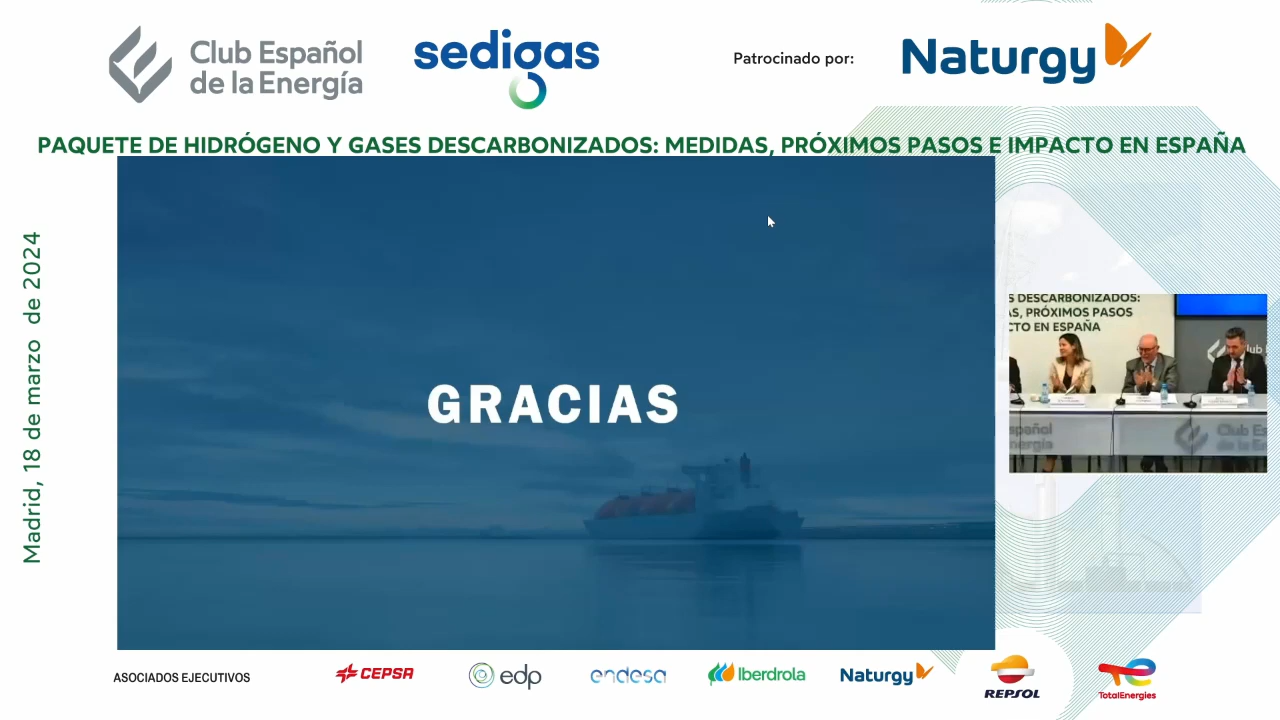 Club Español
de la Energía
sedigas
Patrocinado por:
Naturgy
PAQUETE DE HIDRÓGENO Y GASES DESCARBONIZADOS: MEDIDAS, PRÓXIMOS PASOS E IMPACTO EN ESPAÑA
Madrid, 18 de marzo de 2024
GRACIAS
S DESCARBONIZADOS:
AS, PRÓXIMOS PASOS
CTO EN ESPAÑA
ASOCIADOS EJECUTIVOS
CEPSA
edp
endesa
Iberdrola
Naturgy
REPSOL
TotalEnergies